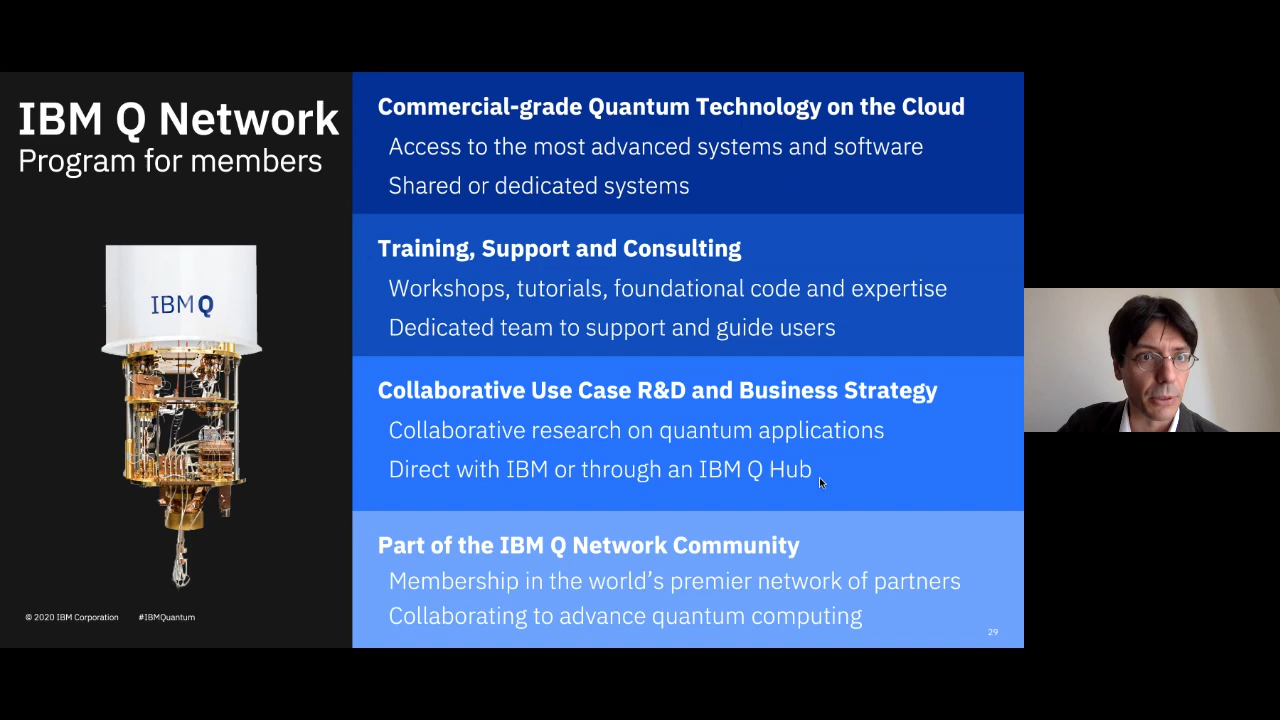 IBM Q Network
Program for members
IBM Q
© 2020 IBM Corporation #IBMQuantum
Commercial-grade Quantum Technology on the Cloud
Access to the most advanced systems and software
Shared or dedicated systems
Training, Support and Consulting
Workshops, tutorials, foundational code and expertise
Dedicated team to support and guide users
Collaborative Use Case R&D and Business Strategy
Collaborative research on quantum applications
Direct with IBM or through an IBM Q Hub
Part of the IBM Q Network Community
Membership in the world’s premier network of partners
Collaborating to advance quantum computing
29